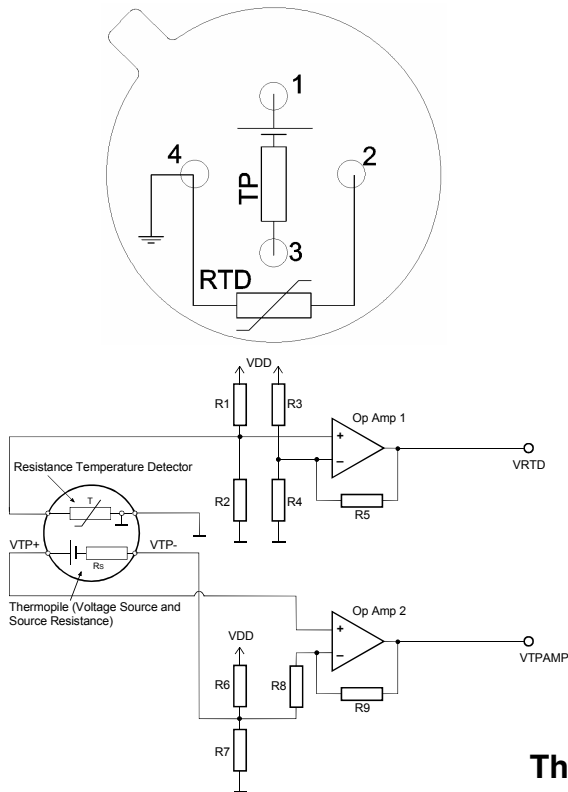 1
4
2
TP
3
RTD
VDD
R1
R3
Op Amp 1
+
−
VRTD
Resistance Temperature Detector
R2
R4
R5
T
VTP+
VTP-
Rs
Thermopile (Voltage Source and
Source Resistance)
Op Amp 2
+
−
VTPAMP
VDD
R6
R8
R9
R7
Th